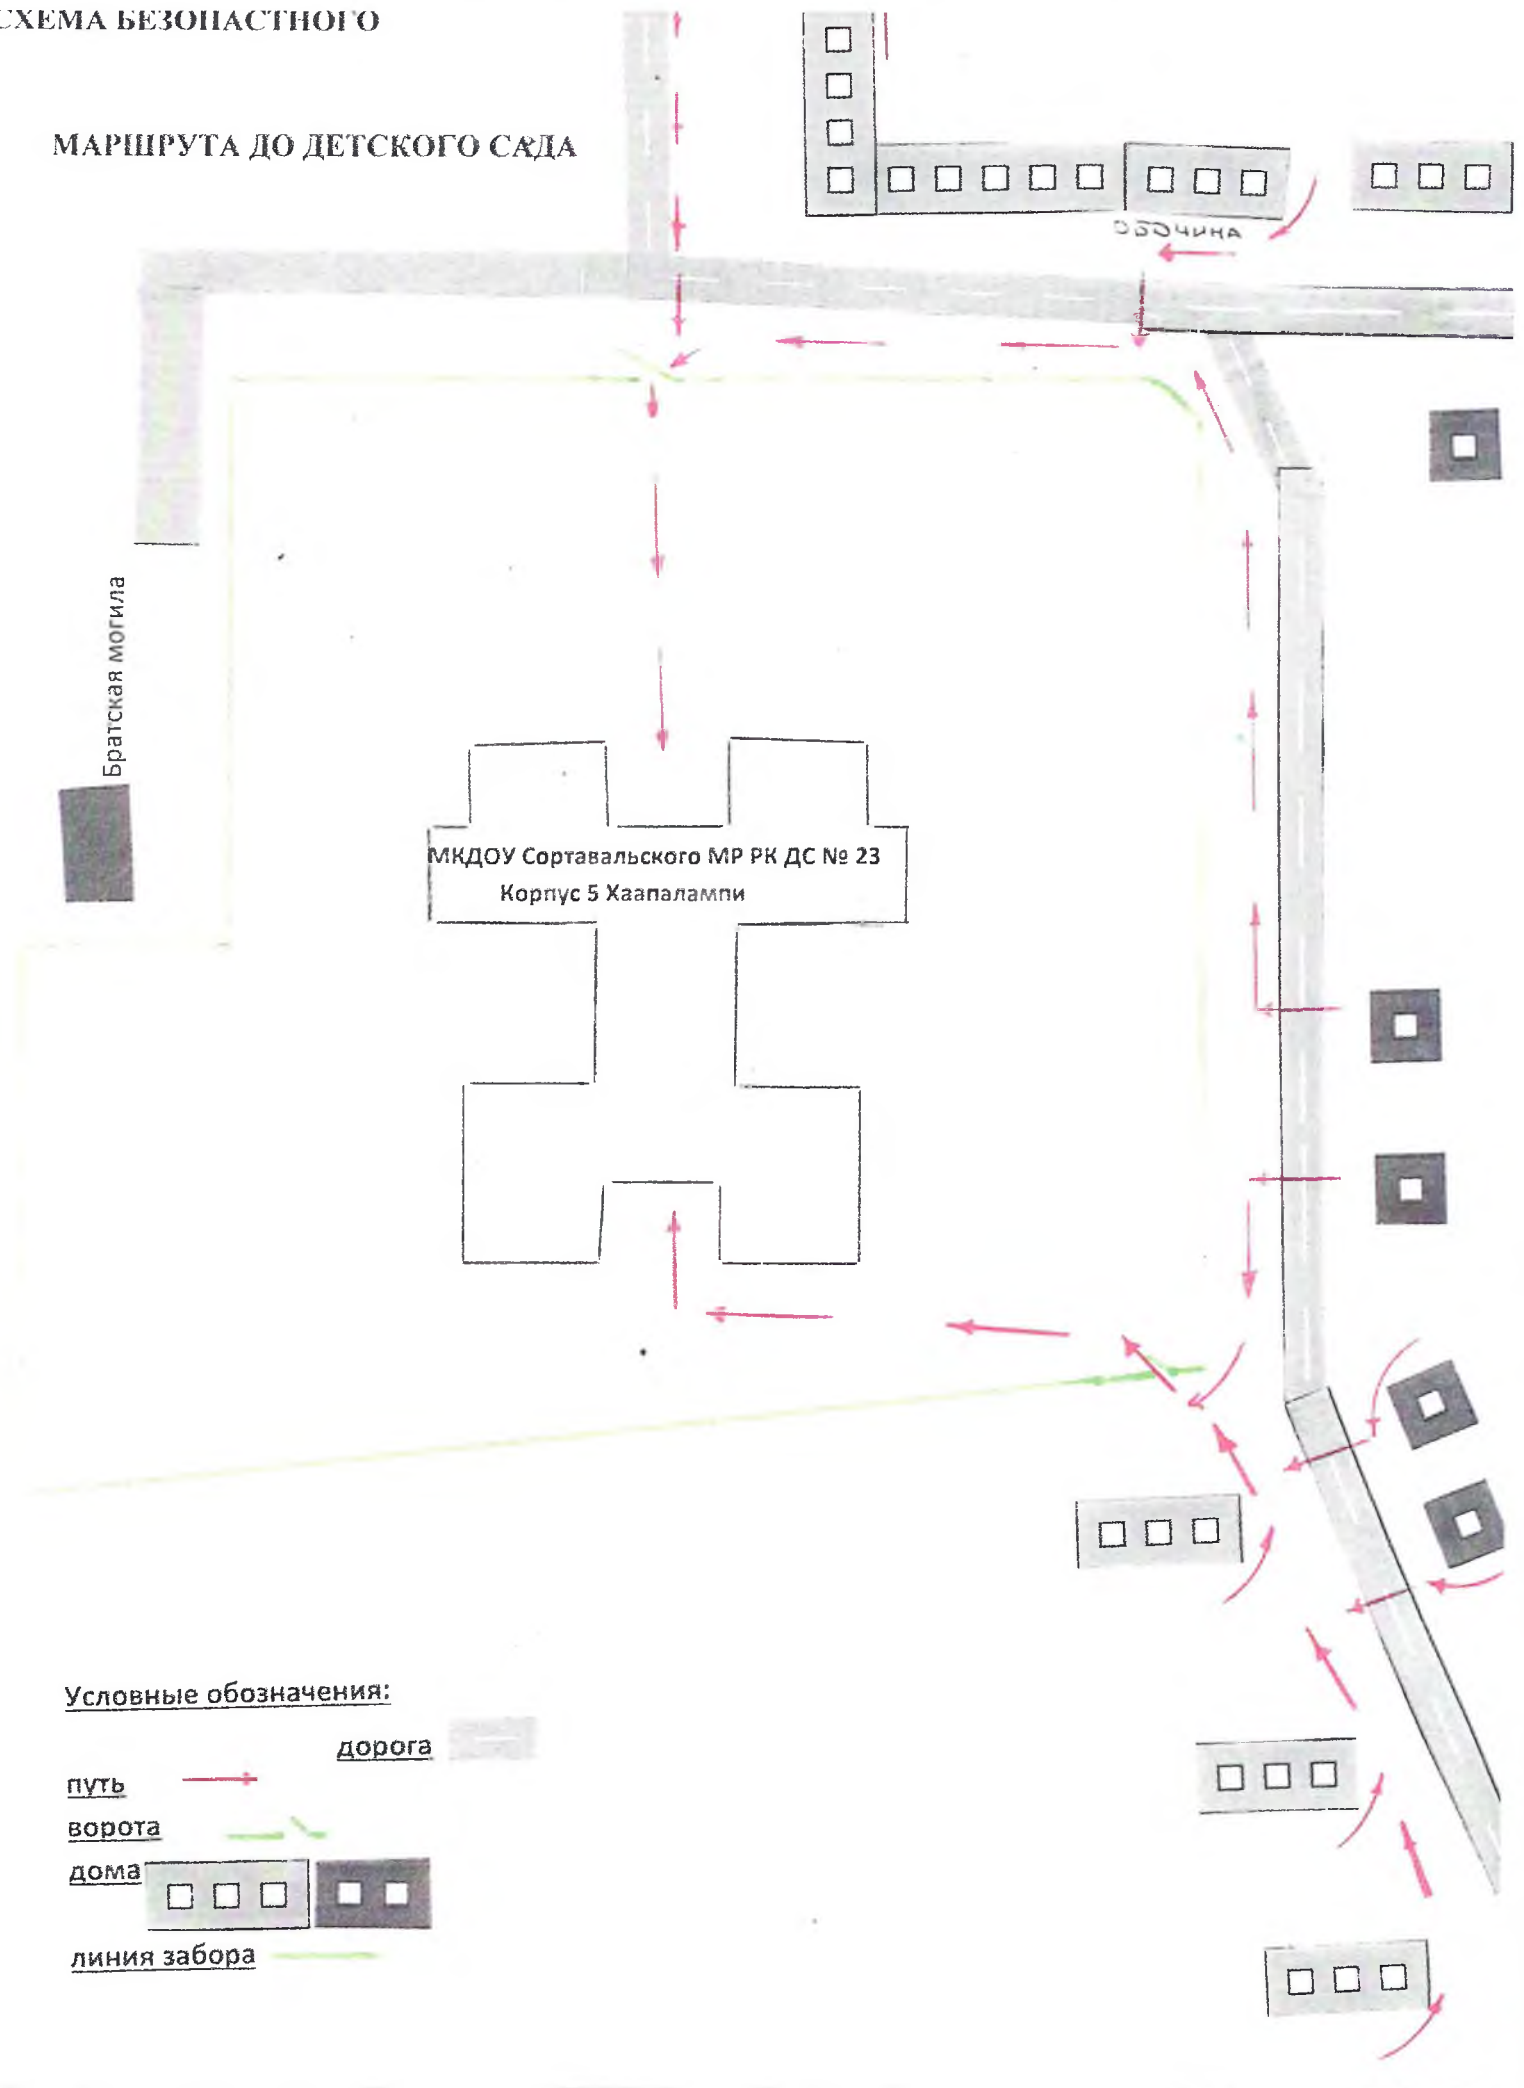 СХЕМА БЕЗОПАСТНОГО
МАРШРУТА ДО ДЕТСКОГО САДА
ОБОЧИНА
Братская могила
МКДОУ Сортавальского МР РК ДС № 23
Корпус 5 Хаапалампи
Условные обозначения:
дорога
путь
ворота
дома
линия забора